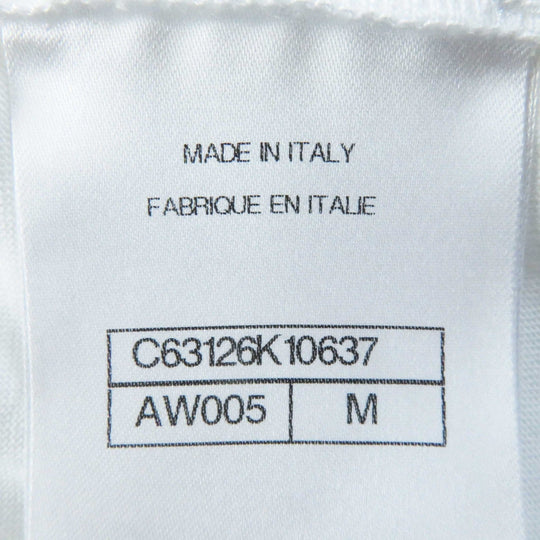 MADE IN ITALY
FABRIQUE EN ITALIE
C63126K10637
AW005 M